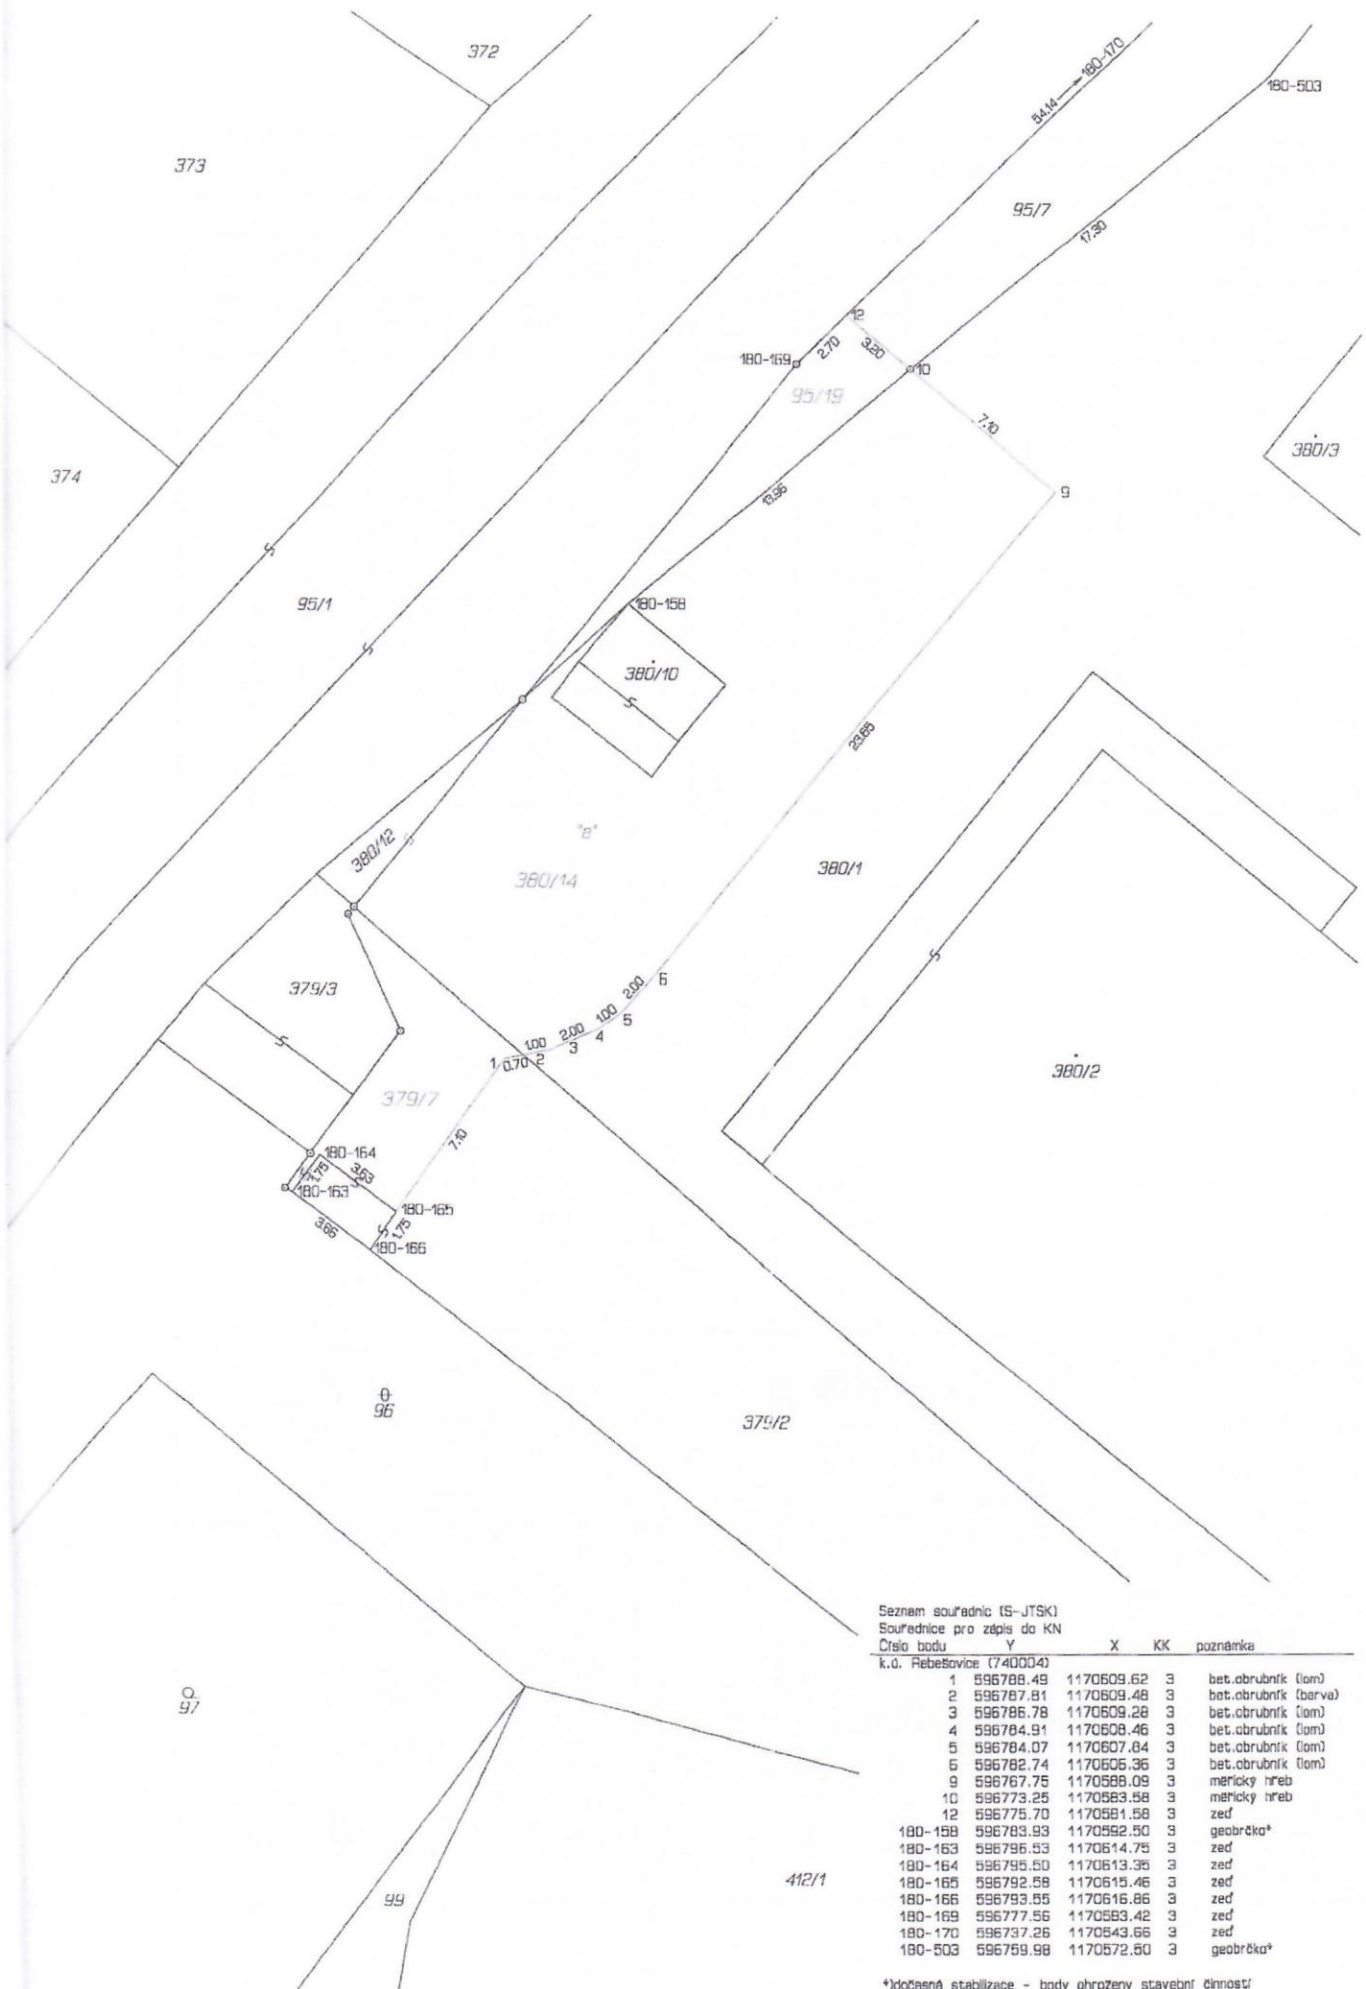 372
180-170
54.14
180-503
373
95/7
17.30
12
180-169
2.70
3.20
10
95/19
7.10
380/3
374
9
13.96
95/1
180-158
380/10
23.65
"a"
380/12
380/14
380/1
6
379/3
2.00
1.00
5
2.00
4
1.00
3
1
0.70
2
380/2
379/7
7.10
180-164
1.75
3.63
180-163
180-165
3.66
1.75
180-166
96
379/2
97
99
412/1
Seznam souřadnic (S-JTSK)
Souřadnice pro zápis do KN
Číslo bodu Y X KK poznámka
k.ú. Rebešovice (740004)
1 596788.49 1170609.62 3 bet.obrubník (lom)
2 596787.81 1170609.48 3 bet.obrubník (barva)
3 596786.78 1170609.28 3 bet.obrubník (lom)
4 596784.91 1170608.46 3 bet.obrubník (lom)
5 596784.07 1170607.84 3 bet.obrubník (lom)
6 596782.74 1170606.36 3 bet.obrubník (lom)
9 596767.75 1170588.09 3 měřický hřeb
10 596773.25 1170583.58 3 měřický hřeb
12 596775.70 1170581.58 3 zeď
180-158 596783.93 1170592.50 3 geobrčko*
180-163 596796.53 1170614.75 3 zeď
180-164 596795.50 1170613.35 3 zeď
180-165 596792.58 1170615.46 3 zeď
180-166 596793.55 1170616.86 3 zeď
180-169 596777.56 1170583.42 3 zeď
180-170 596737.26 1170543.66 3 zeď
180-503 596759.98 1170572.50 3 geobrčko*
*)dočasná stabilizace - body ohroženy stavební činností